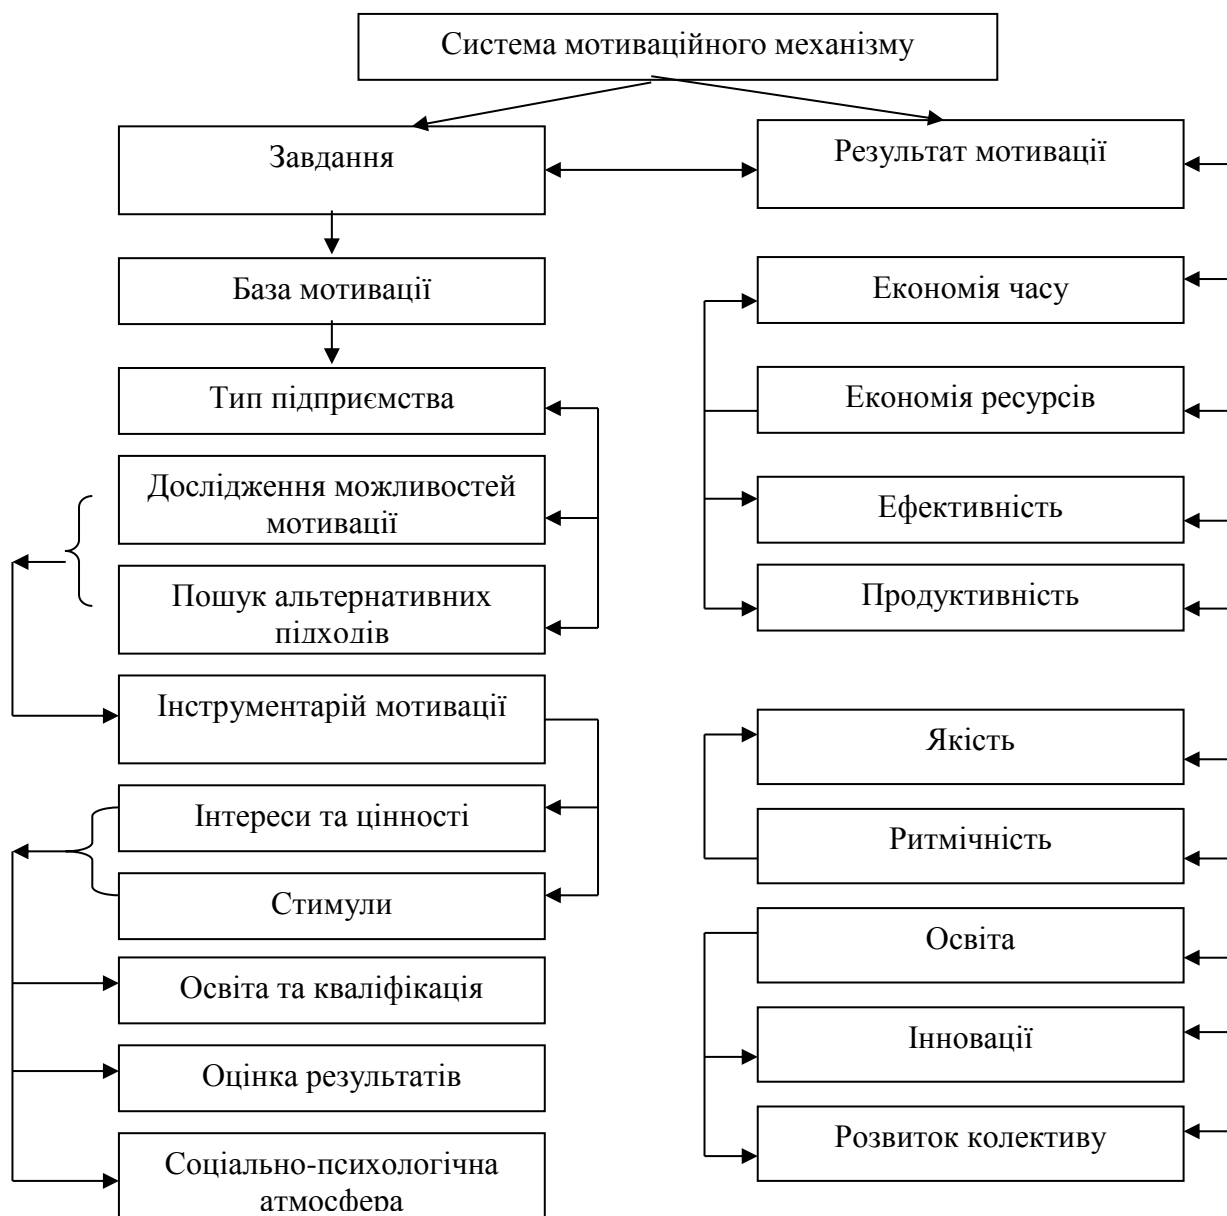 Система мотиваційного механізму
Завдання
Результат мотивації
База мотивації
Економія часу
Тип підприємства
Економія ресурсів
Дослідження можливостей
мотивації
Ефективність
Пошук альтернативних
підходів
Продуктивність
Інструментарій мотивації
Якість
Інтереси та цінності
Ритмічність
Стимули
Освіта
Освіта та кваліфікація
Інновації
Оцінка результатів
Розвиток колективу
Соціально-психологічна
атмосфера